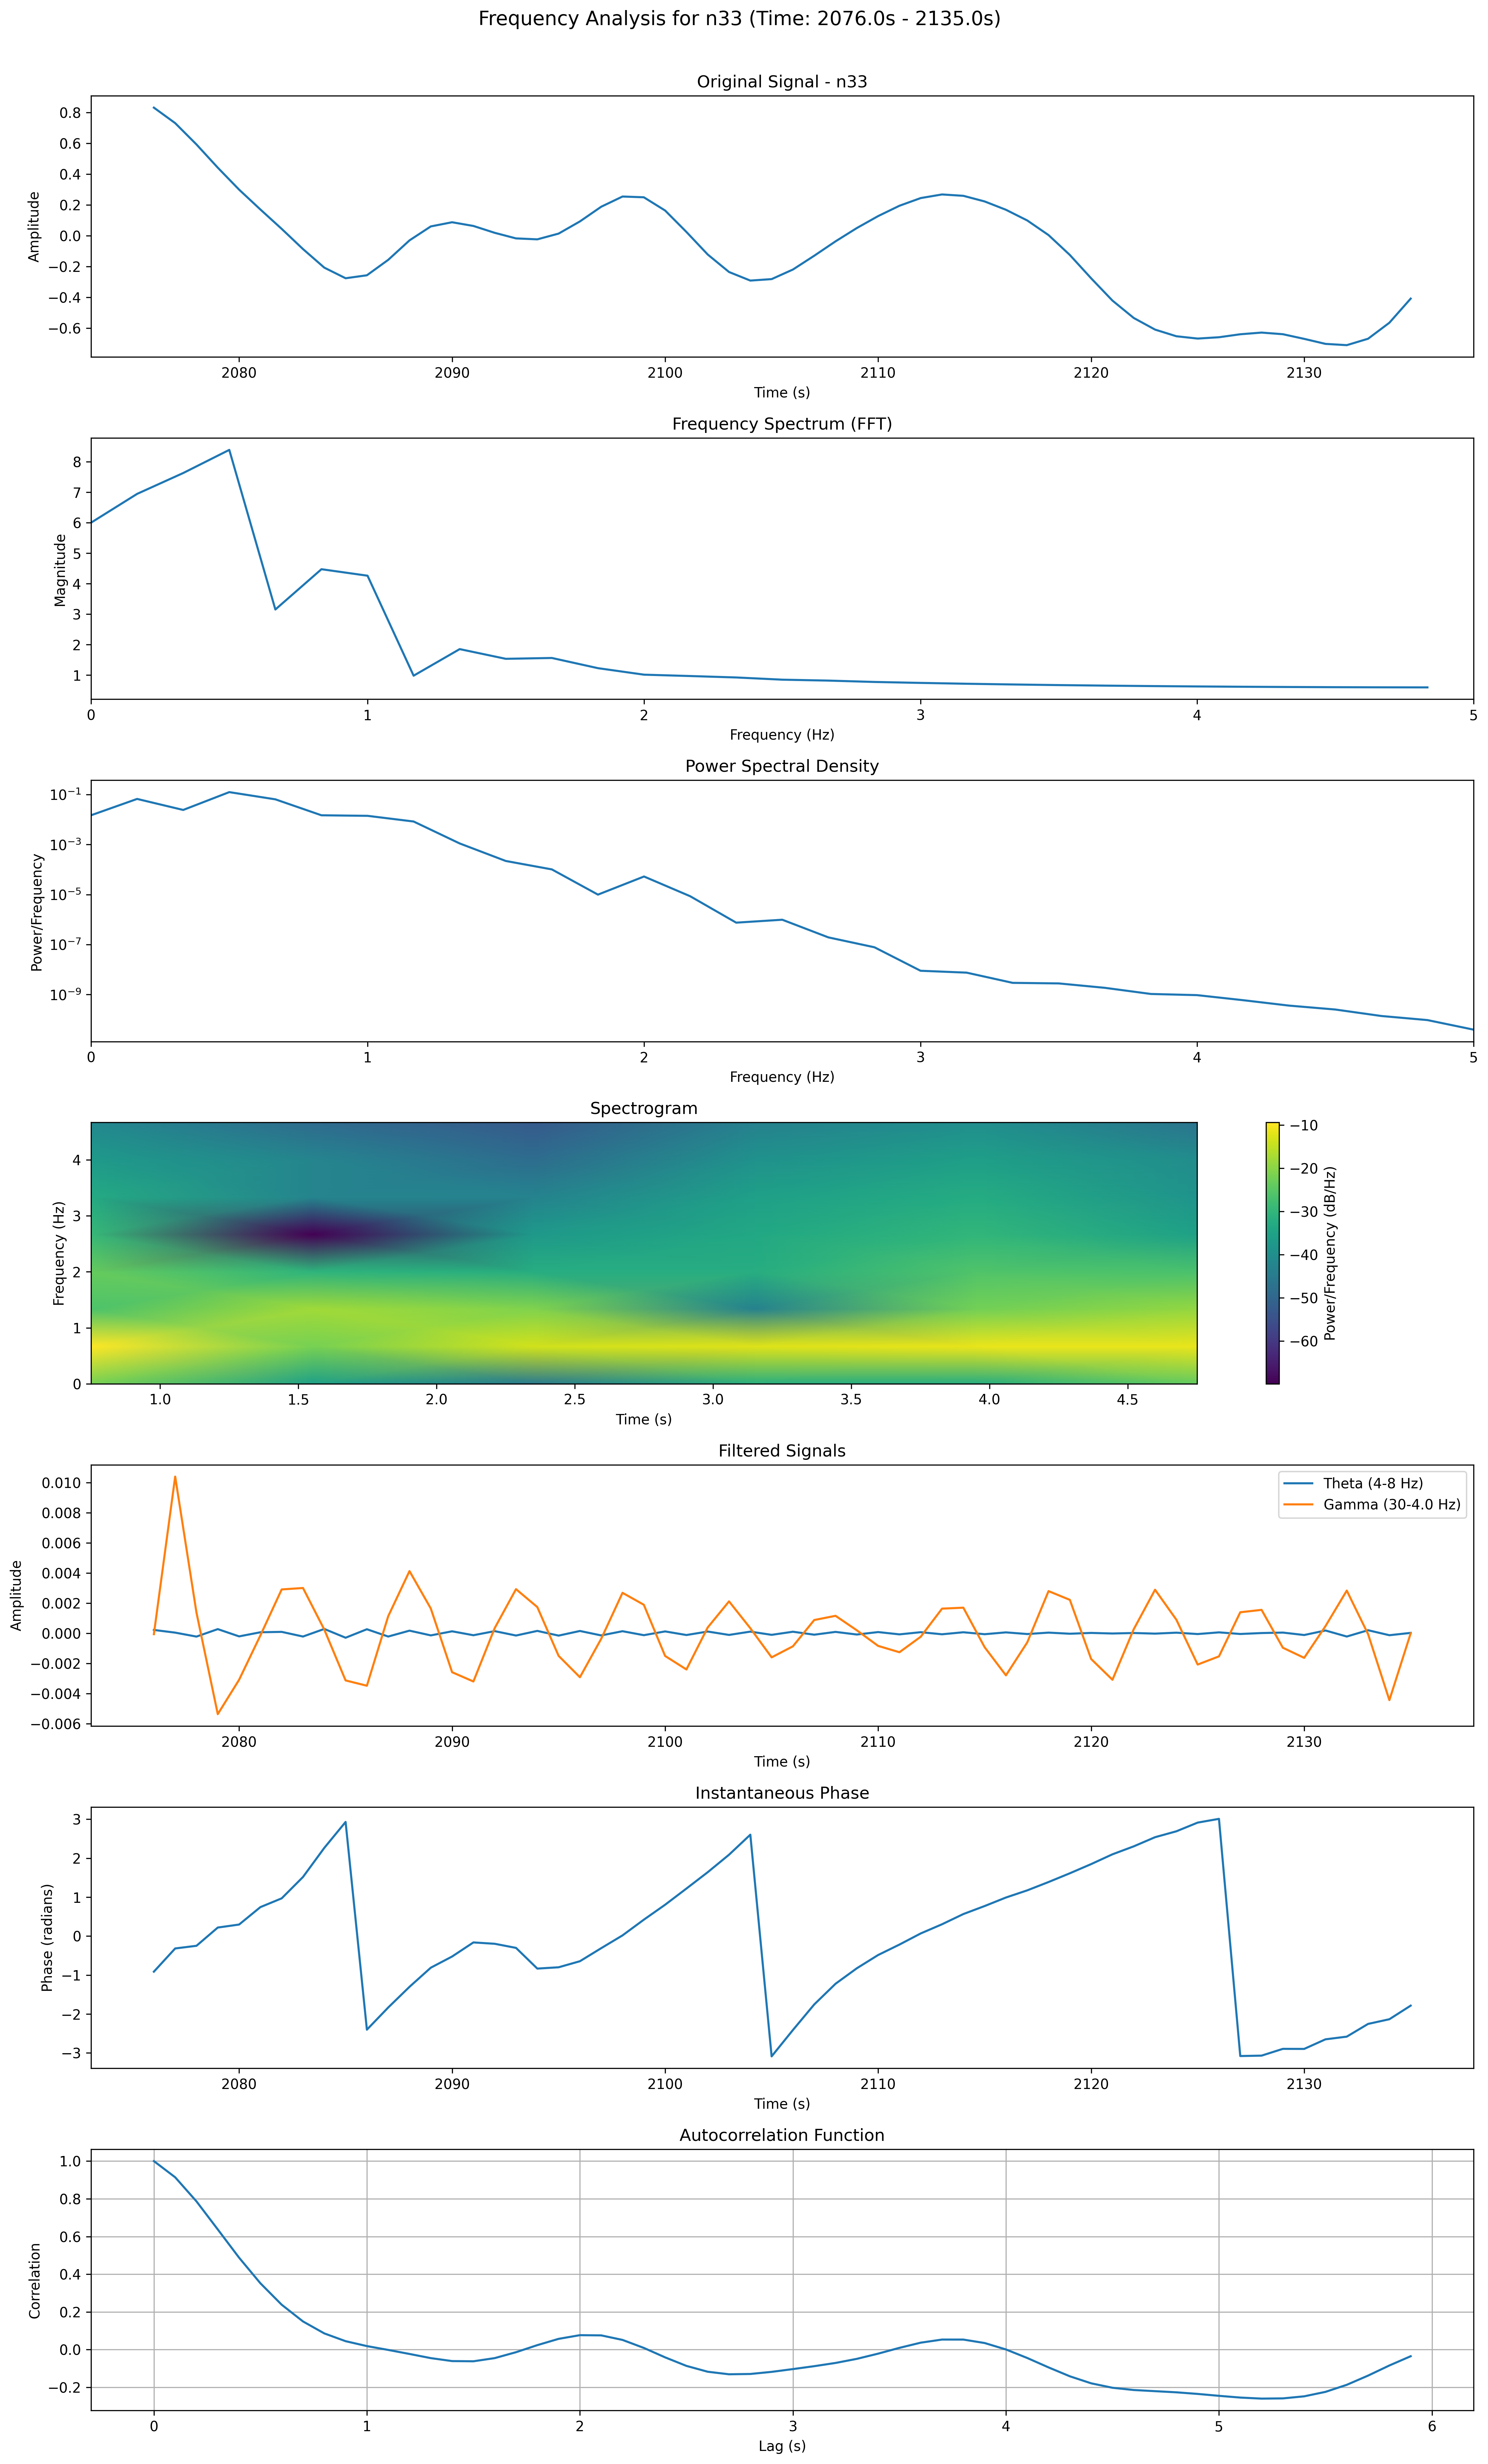 Frequency Analysis for n33 (Time: 2076.0s - 2135.0s)
Original Signal - n33
Amplitude
0.8
0.6
0.4
0.2
0.0
−0.2
−0.4
−0.6
2080 2090 2100 2110 2120 2130
Time (s)
Frequency Spectrum (FFT)
Magnitude
8
7
6
5
4
3
2
1
0 1 2 3 4 5
Frequency (Hz)
Power Spectral Density
Power/Frequency
10⁻¹
10⁻³
10⁻⁵
10⁻⁷
10⁻⁹
0 1 2 3 4 5
Frequency (Hz)
Spectrogram
Frequency (Hz)
4
3
2
1
0
1.0 1.5 2.0 2.5 3.0 3.5 4.0 4.5
Time (s)
−10
−20
−30
−40
−50
−60
Power/Frequency (dB/Hz)
Filtered Signals
Amplitude
0.010
0.008
0.006
0.004
0.002
0.000
−0.002
−0.004
−0.006
Theta (4-8 Hz)
Gamma (30-4.0 Hz)
2080 2090 2100 2110 2120 2130
Time (s)
Instantaneous Phase
Phase (radians)
3
2
1
0
−1
−2
−3
2080 2090 2100 2110 2120 2130
Time (s)
Autocorrelation Function
Correlation
1.0
0.8
0.6
0.4
0.2
0.0
−0.2
0 1 2 3 4 5 6
Lag (s)